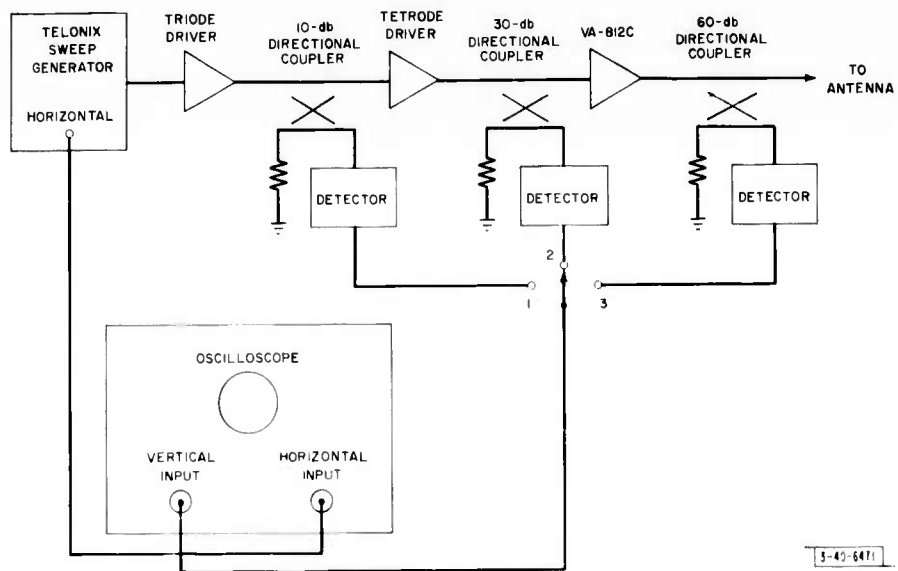 TELONIX
SWEEP
GENERATOR
HORIZONTAL
TRIODE
DRIVER
10-db
DIRECTIONAL
COUPLER
TETRODE
DRIVER
30-db
DIRECTIONAL
COUPLER
VA-812C
60-db
DIRECTIONAL
COUPLER
TO
ANTENNA
DETECTOR
DETECTOR
DETECTOR
2
1
3
OSCILLOSCOPE
VERTICAL
INPUT
HORIZONTAL
INPUT
3-40-6471